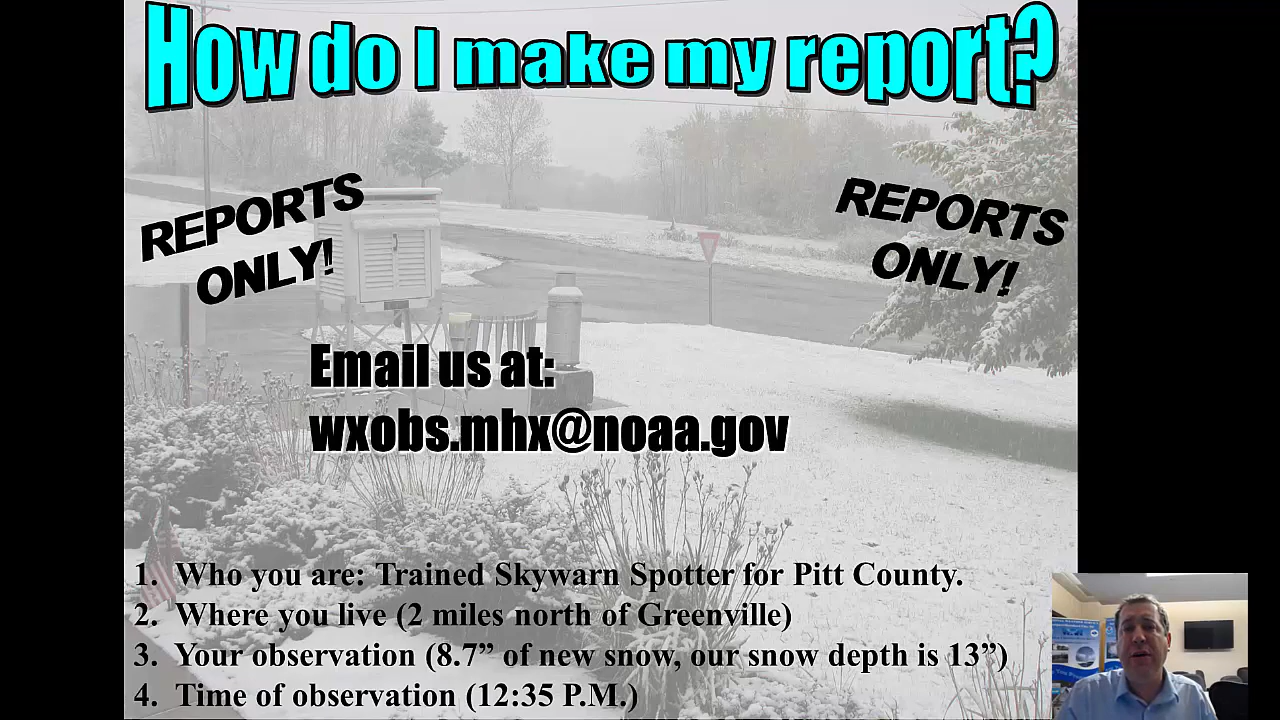 How do I make my report?
REPORTS
ONLY!
REPORTS
ONLY!
Email us at:
wxobs.mhx@noaa.gov
1. Who you are: Trained Skywarn Spotter for Pitt County.
2. Where you live (2 miles north of Greenville)
3. Your observation (8.7” of new snow, our snow depth is 13”)
4. Time of observation (12:35 P.M.)